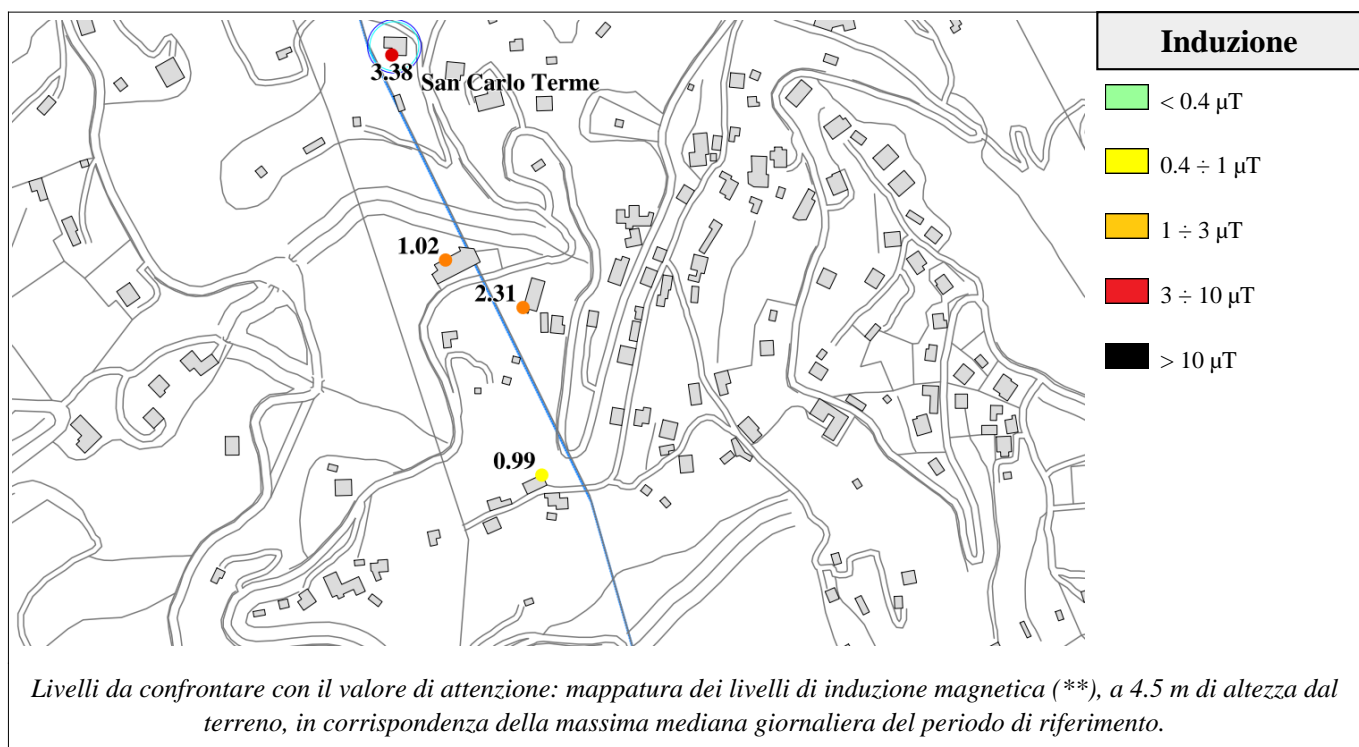 Induzione
< 0.4 µT
0.4 ÷ 1 µT
1 ÷ 3 µT
3 ÷ 10 µT
> 10 µT
3.38
San Carlo Terme
1.02
2.31
0.99
Livelli da confrontare con il valore di attenzione: mappatura dei livelli di induzione magnetica (**), a 4.5 m di altezza dal
terreno, in corrispondenza della massima mediana giornaliera del periodo di riferimento.